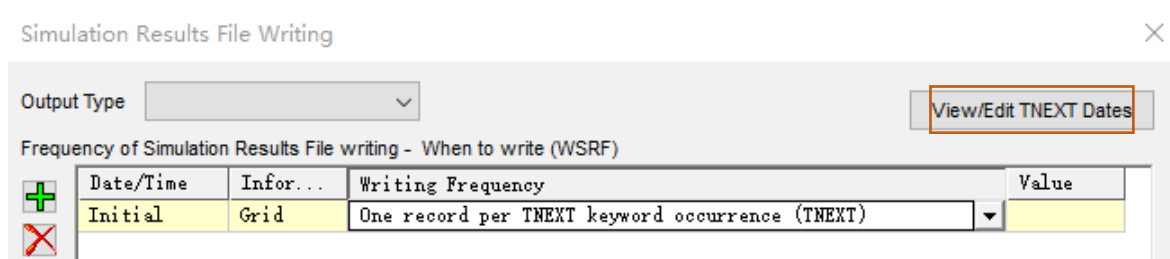 Simulation Results File Writing
Output Type
View/Edit TNEXT Dates
Frequency of Simulation Results File writing - When to write (WSRF)
Date/Time Infor... Writing Frequency Value
Initial Grid One record per TNEXT keyword occurrence (TNEXT)